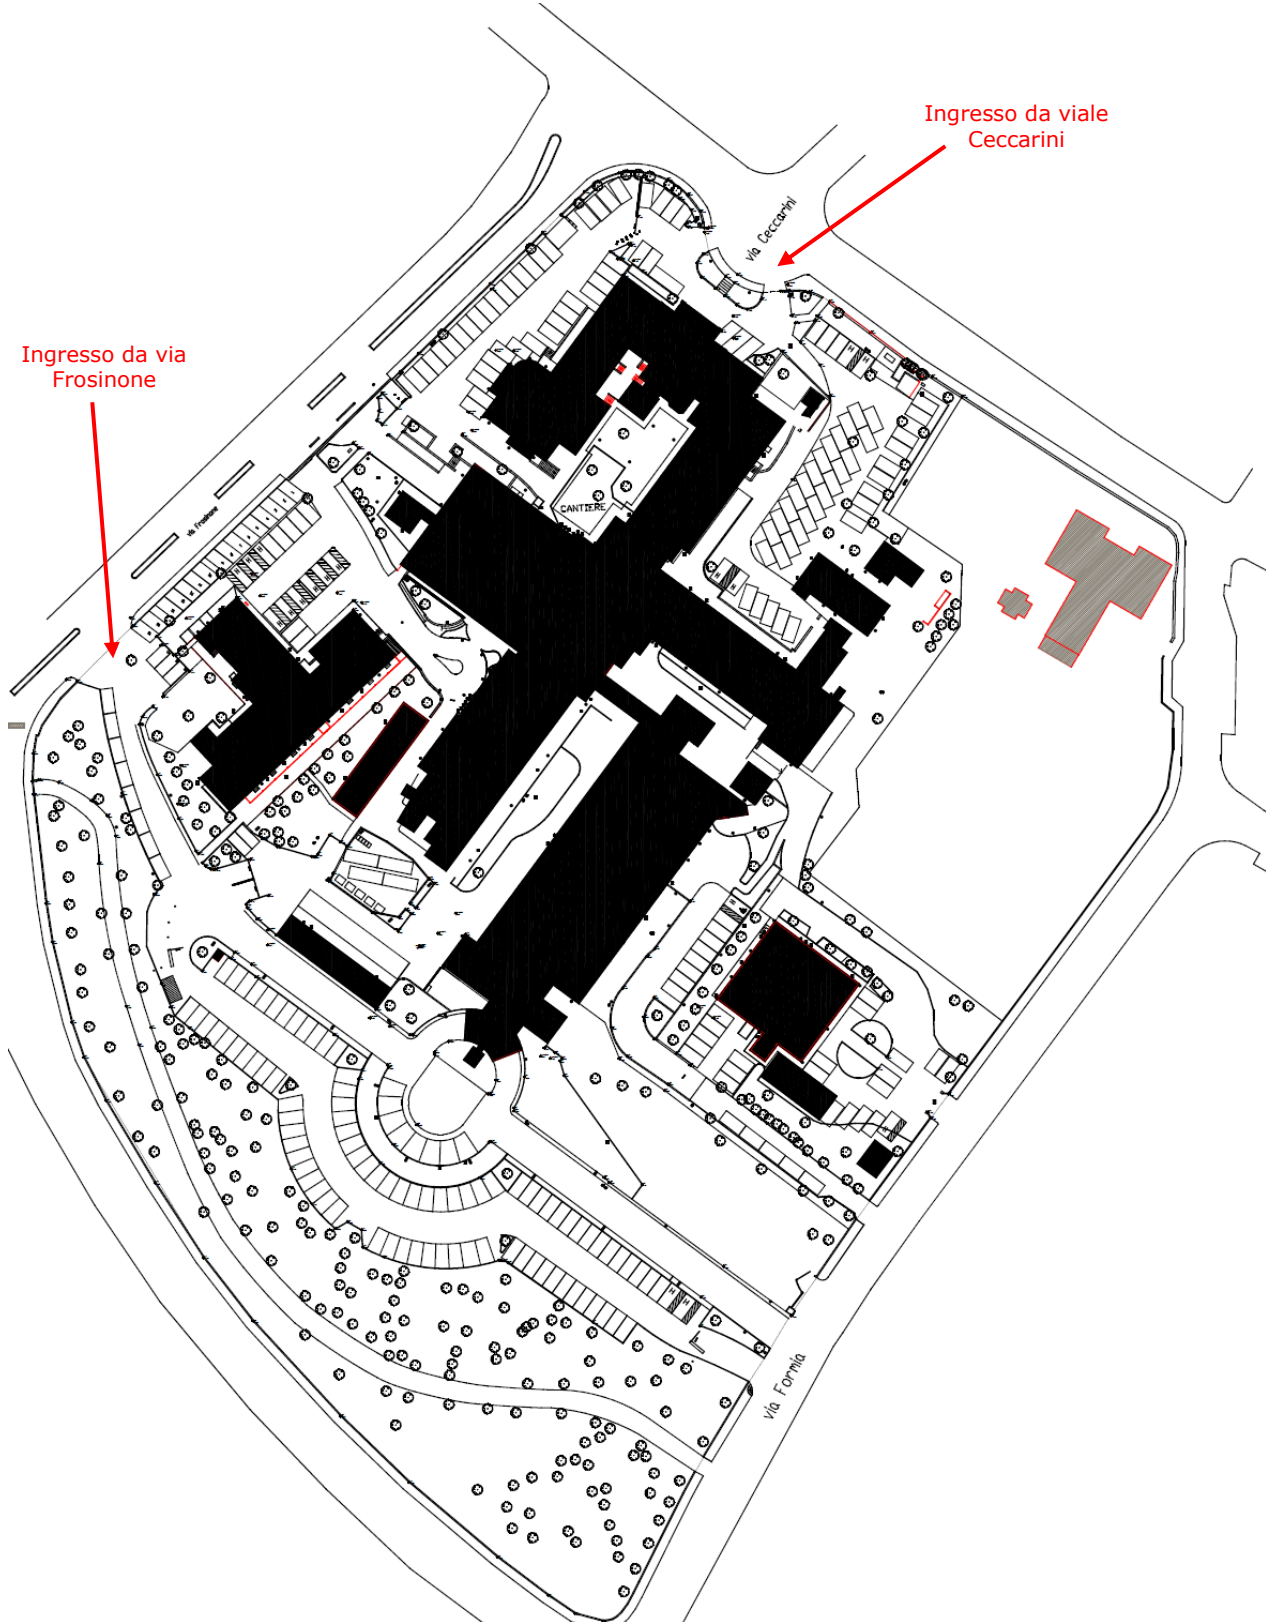 Ingresso da viale
Ceccarini
via Ceccarini
Ingresso da via
Frosinone
CANTIERE
via Frosinone
via Formia